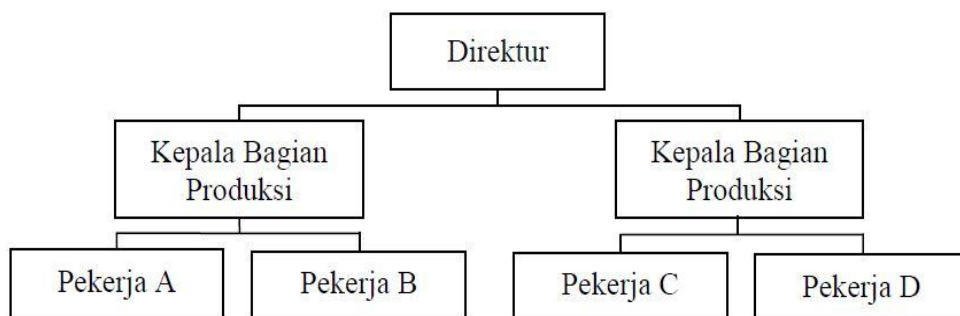 Direktur
Kepala Bagian
Produksi
Kepala Bagian
Produksi
Pekerja A
Pekerja B
Pekerja C
Pekerja D